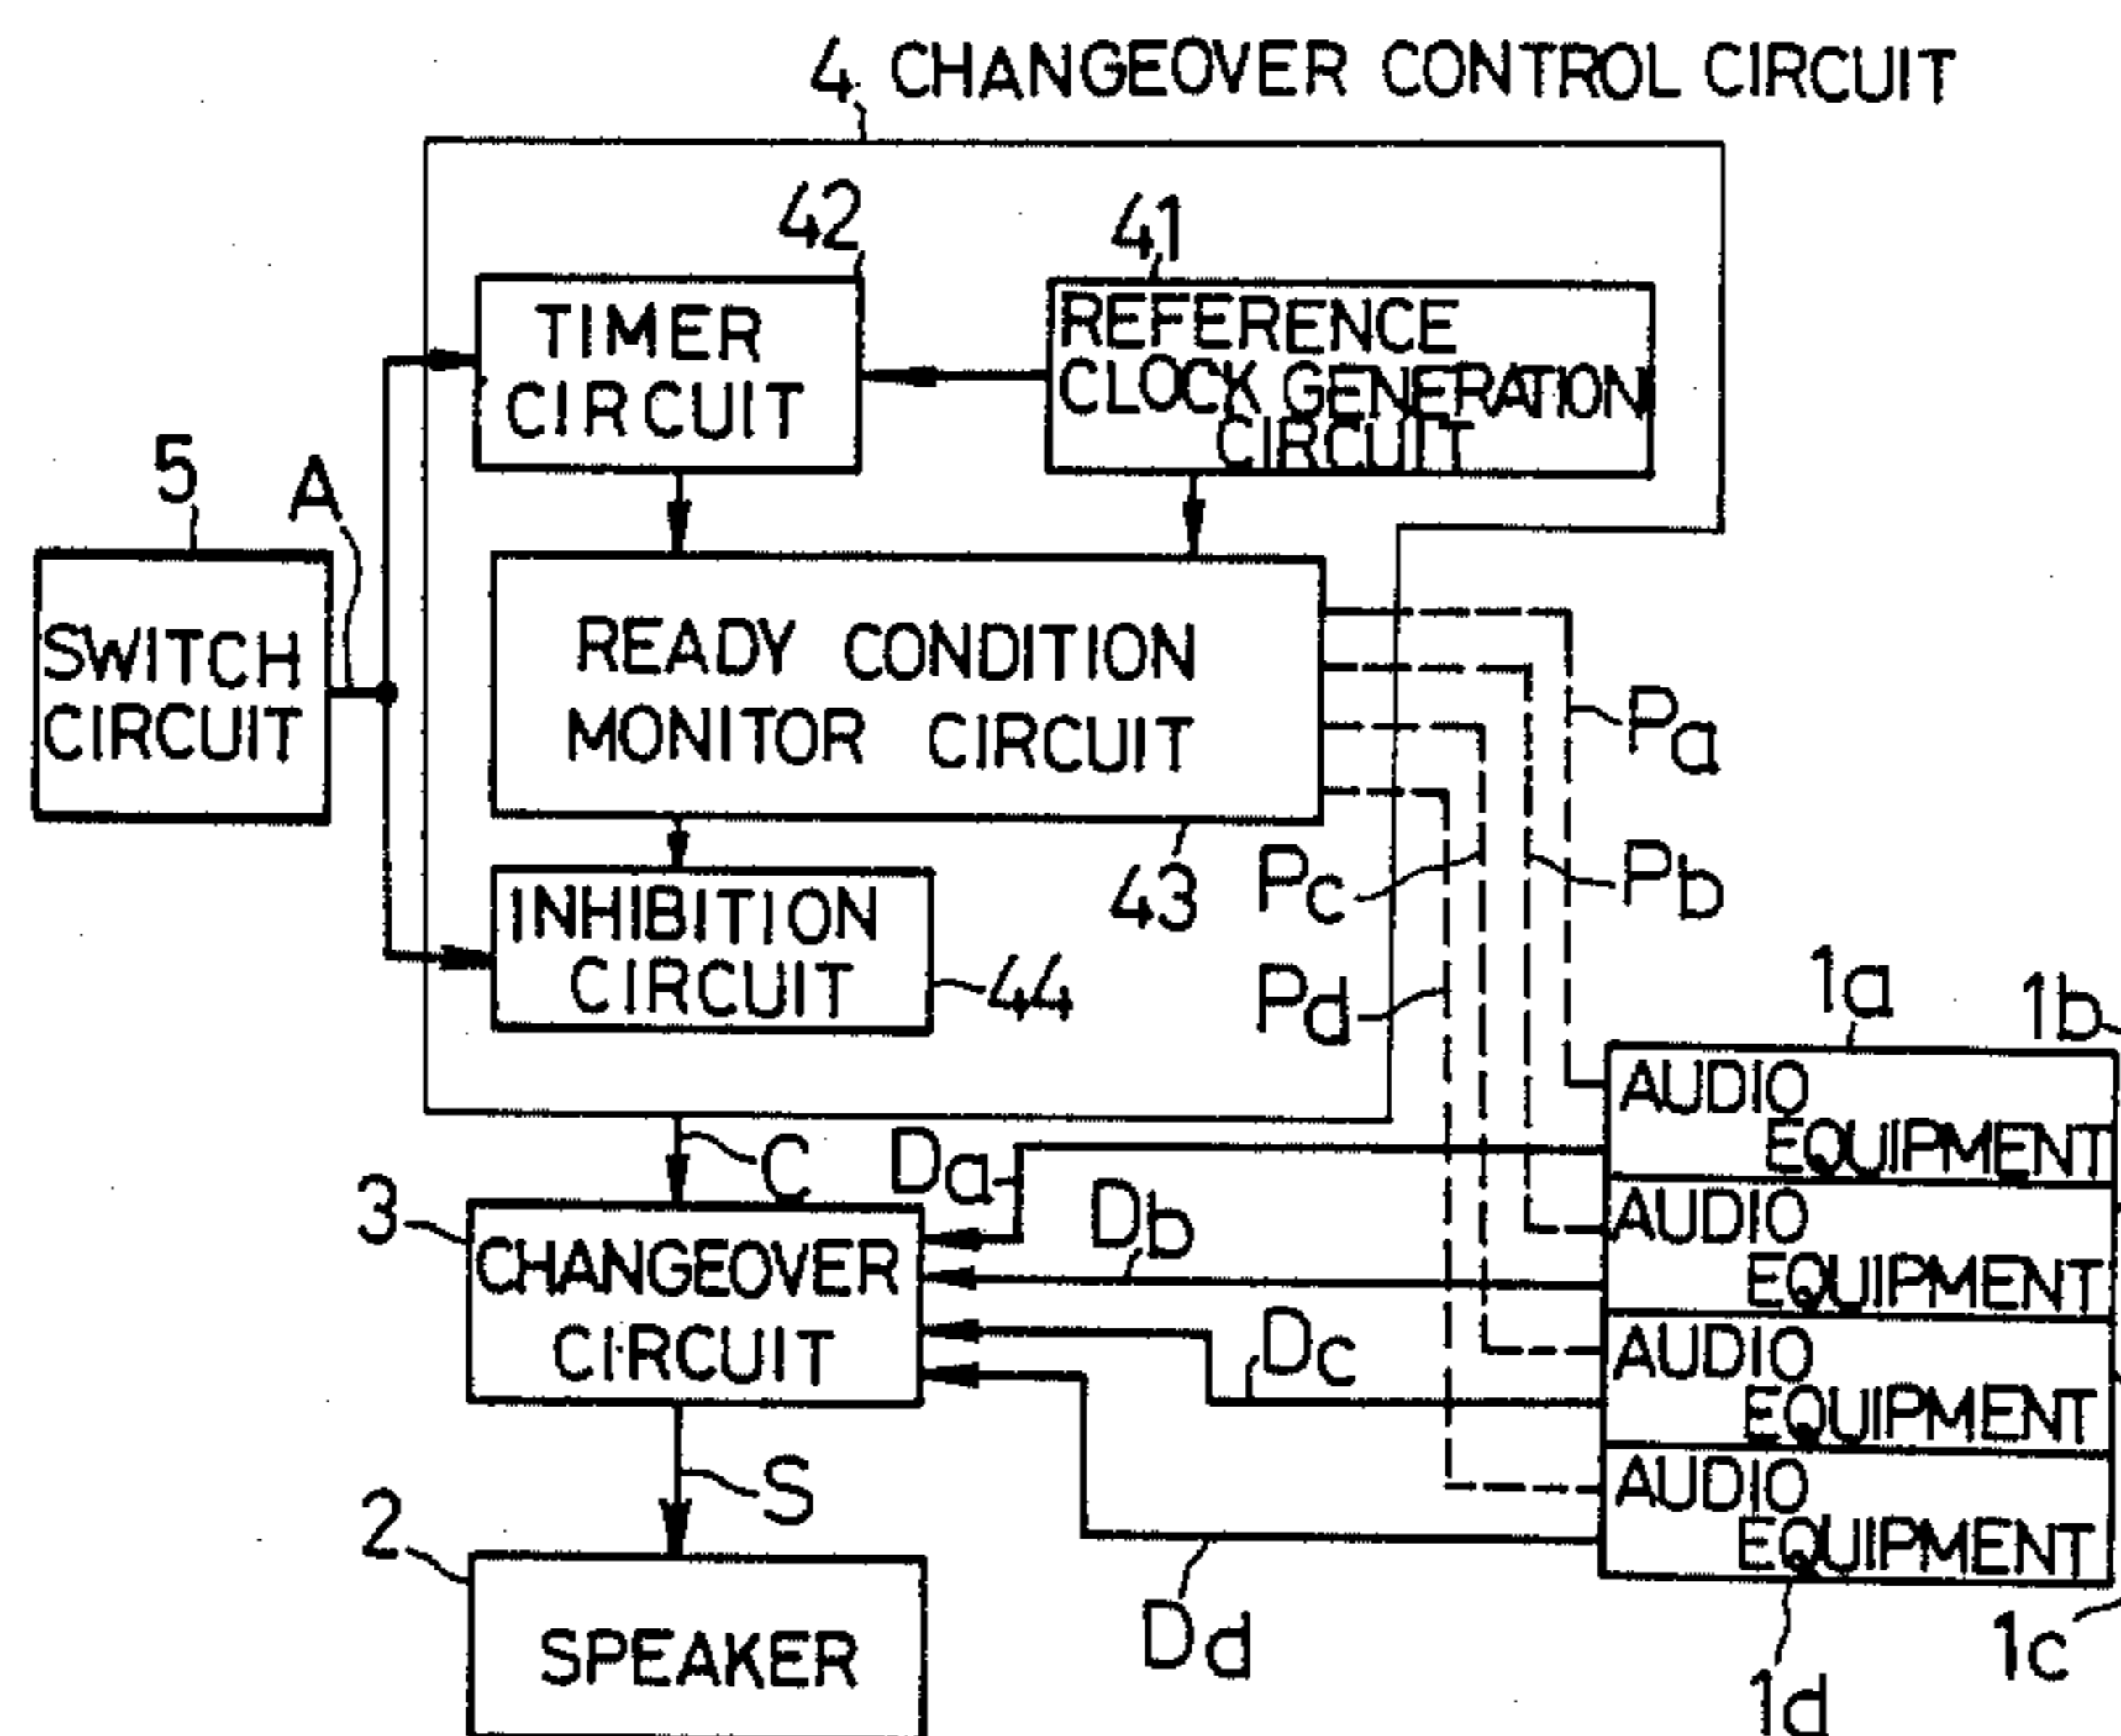 4 CHANGEOVER CONTROL CIRCUIT
42
41
TIMER
CIRCUIT
REFERENCE
CLOCK GENERATION
CIRCUIT
5
A
SWITCH
CIRCUIT
READY CONDITION
MONITOR CIRCUIT
Pa
43
Pc
Pb
INHIBITION
CIRCUIT
44
Pd
1a
1b
AUDIO
EQUIPMENT
C
Da
3
Db
AUDIO
EQUIPMENT
CHANGEOVER
CIRCUIT
Dc
AUDIO
EQUIPMENT
S
AUDIO
EQUIPMENT
2
Dd
1c
SPEAKER
1d